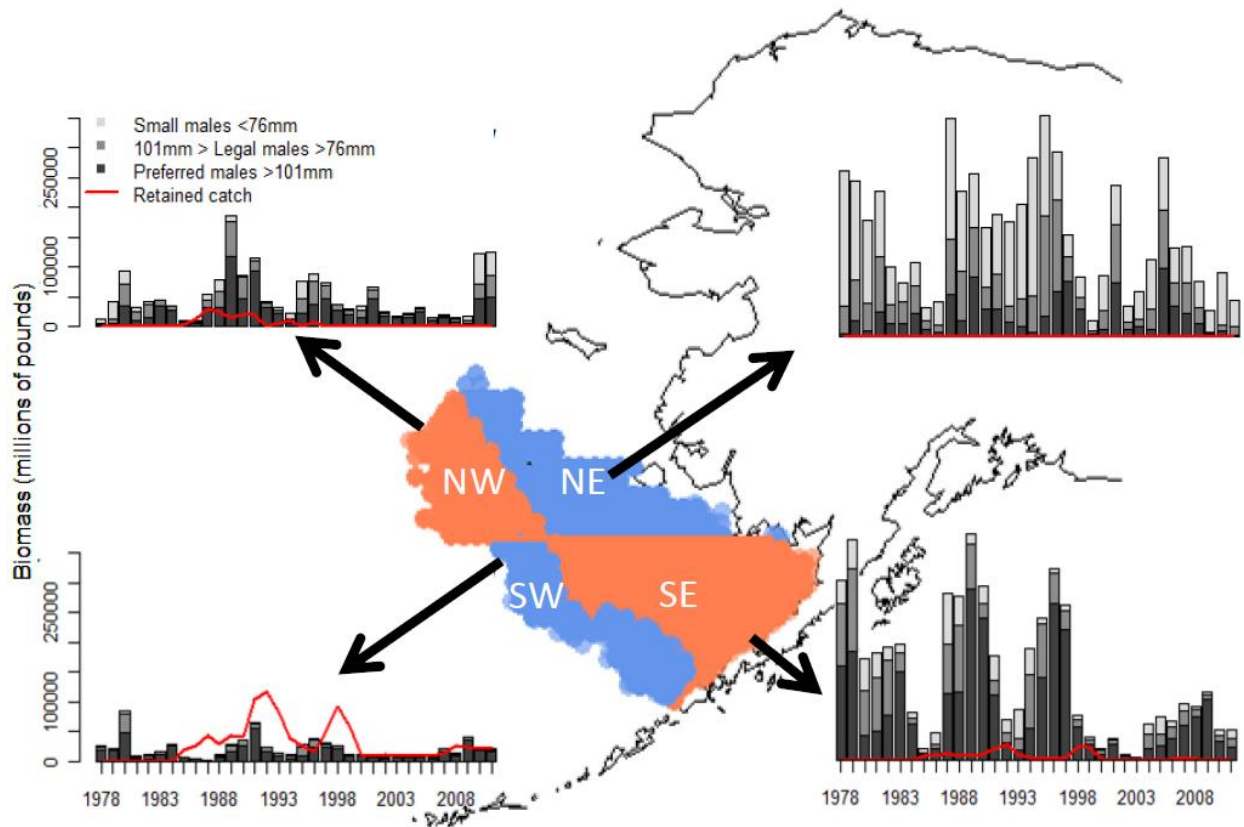 Small males <76mm
101mm > Legal males >76mm
Preferred males >101mm
Retained catch
Biomass (millions of pounds)
0 100000 250000
NW
NE
SW
SE
0 100000 250000
1978 1983 1988 1993 1998 2003 2008
1978 1983 1988 1993 1998 2003 2008